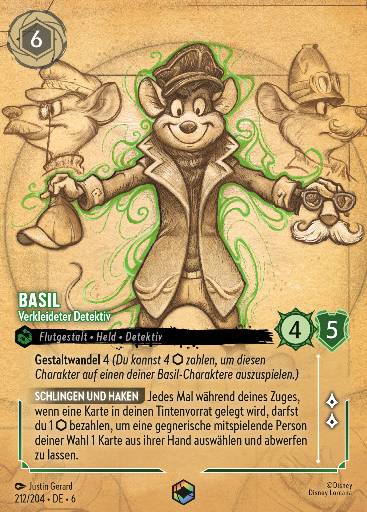 6
BASIL
Verkleideter Detektiv
Flutgestalt • Held • Detektiv
4 5
Gestaltwandel 4 (Du kannst 4 ⬡ zahlen, um diesen
Charakter auf einen deiner Basil-Charaktere auszuspielen.)
SCHLINGEN UND HAKEN Jedes Mal während deines Zuges,
wenn eine Karte in deinen Tintenvorrat gelegt wird, darfst
du 1 ⬡ bezahlen, um eine gegnerische mitspielende Person
deiner Wahl 1 Karte aus ihrer Hand auswählen und abwerfen
zu lassen.
Justin Gerard
212/204 • DE • 6
©Disney
Disney Lorcana